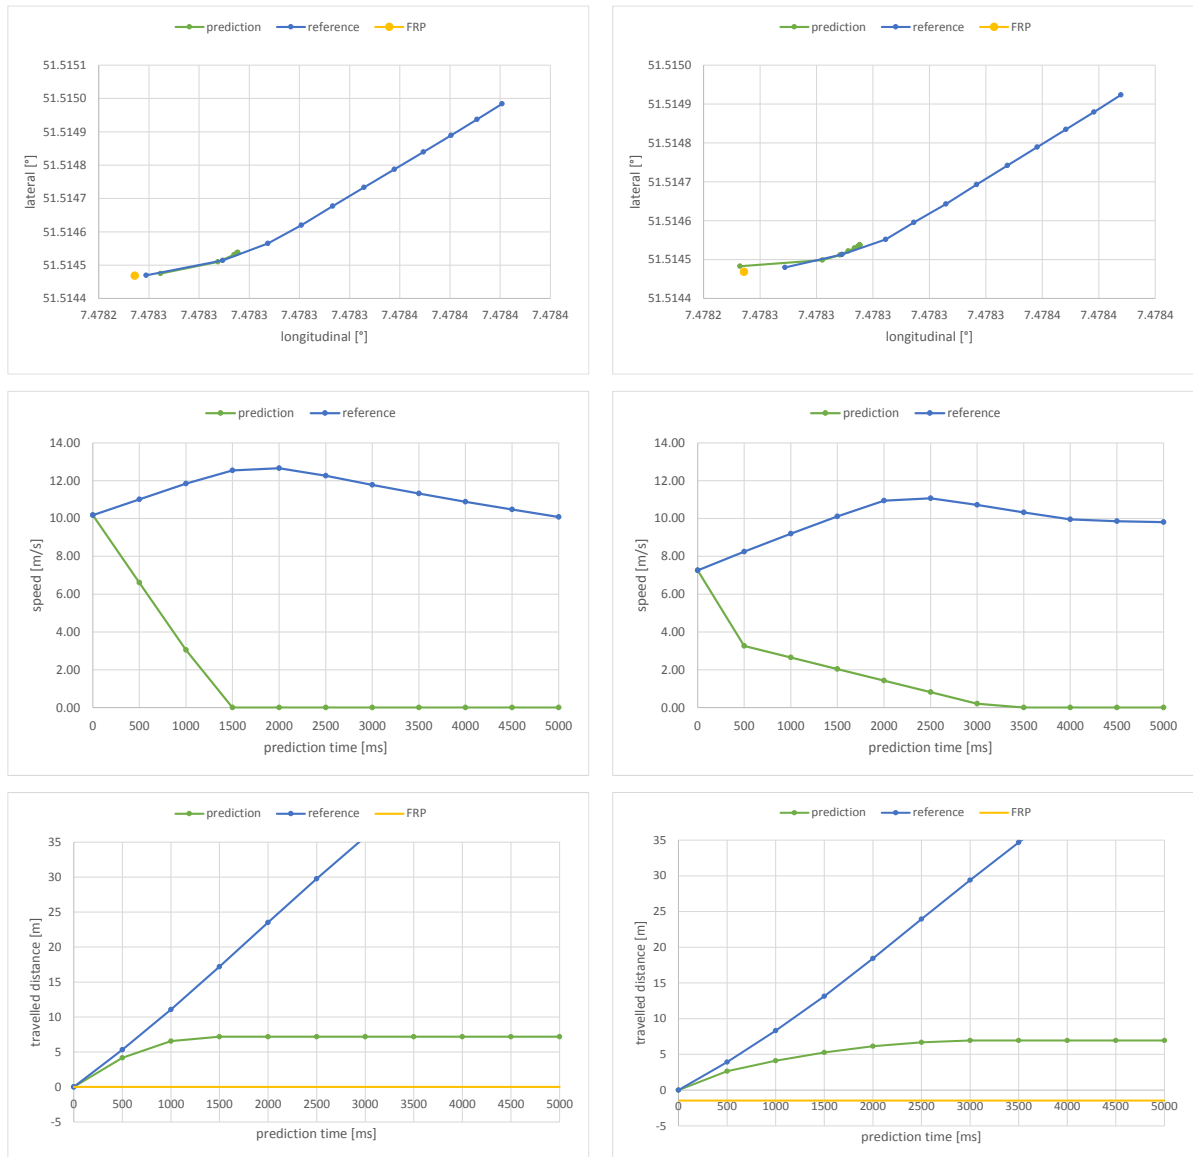 prediction reference FRP
51.5151
51.5150
51.5149
51.5148
51.5147
51.5146
51.5145
51.5144
lateral [°]
7.4782 7.4783 7.4783 7.4783 7.4783 7.4783 7.4784 7.4784 7.4784 7.4784
longitudinal [°]
prediction reference FRP
51.5150
51.5149
51.5148
51.5147
51.5146
51.5145
51.5144
lateral [°]
7.4782 7.4783 7.4783 7.4783 7.4783 7.4784 7.4784 7.4784 7.4784
longitudinal [°]
prediction reference
14.00
12.00
10.00
8.00
6.00
4.00
2.00
0.00
speed [m/s]
0 500 1000 1500 2000 2500 3000 3500 4000 4500 5000
prediction time [ms]
prediction reference
14.00
12.00
10.00
8.00
6.00
4.00
2.00
0.00
speed [m/s]
0 500 1000 1500 2000 2500 3000 3500 4000 4500 5000
prediction time [ms]
prediction reference FRP
35
30
25
20
15
10
5
0
-5
travelled distance [m]
0 500 1000 1500 2000 2500 3000 3500 4000 4500 5000
prediction time [ms]
prediction reference FRP
35
30
25
20
15
10
5
0
-5
travelled distance [m]
0 500 1000 1500 2000 2500 3000 3500 4000 4500 5000
prediction time [ms]